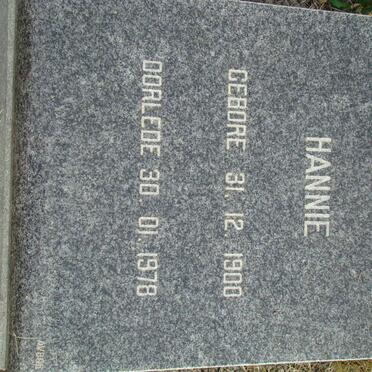 HANNIE
GEBORE 31. 12. 1900
OORLEDE 30. 01. 1978